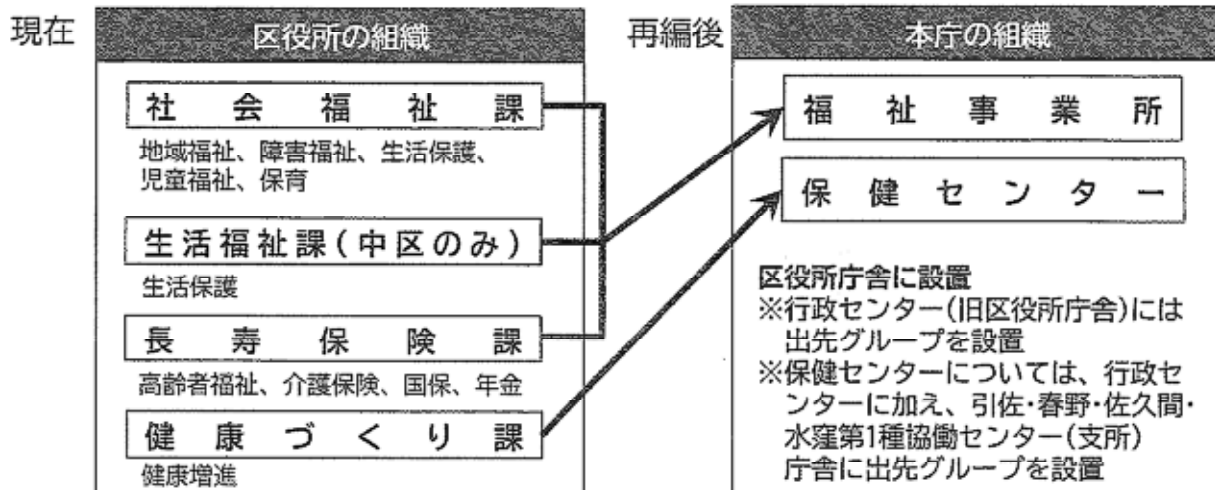 現在
区役所の組織
社会福祉課
地域福祉、障害福祉、生活保護、
児童福祉、保育
生活福祉課(中区のみ)
生活保護
長寿保険課
高齢者福祉、介護保険、国保、年金
健康づくり課
健康増進
再編後
本庁の組織
福祉事業所
保健センター
区役所庁舎に設置
※行政センター(旧区役所庁舎)には
出先グループを設置
※保健センターについては、行政セ
ンターに加え、引佐・春野・佐久間・
水窪第1種協働センター(支所)
庁舎に出先グループを設置